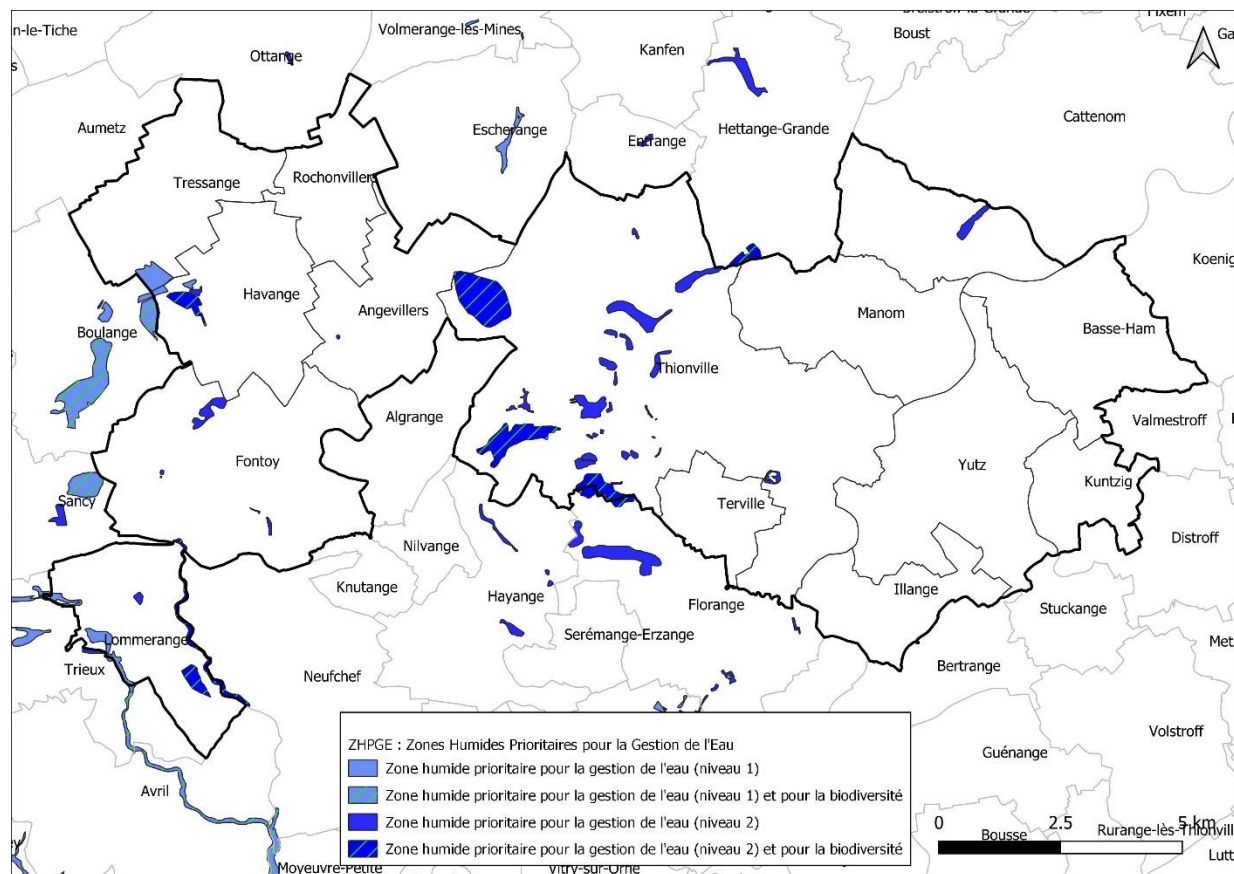 n-le-Tiche
Volmerange-les-Mines
Boust
Fixem
Ga
Ottange
Kanfen
Aumetz
Escherange
Entrange
Hettange-Grande
Cattenom
Tressange
Rochonvillers
Koenig
Havange
Angevillers
Manom
Basse-Ham
Boulange
Thionville
Algrange
Valmestroff
Fontoy
Yutz
Kuntzig
Sancy
Terville
Distroff
Nilvange
Knutange
Hayange
Illange
Florange
Stuckange
Lommerange
Serémange-Erzange
Met
Trieux
Neufchef
Bertrange
Volstroff
Guénange
Avril
ZHPGE : Zones Humides Prioritaires pour la Gestion de l'Eau
Zone humide prioritaire pour la gestion de l'eau (niveau 1)
Zone humide prioritaire pour la gestion de l'eau (niveau 1) et pour la biodiversité
Zone humide prioritaire pour la gestion de l'eau (niveau 2)
Zone humide prioritaire pour la gestion de l'eau (niveau 2) et pour la biodiversité
0 2.5 5 km
Bousse
Rurange-lès-Thionvill
Lutt
Moyeuvre-Petite
Vitry-sur-Orne